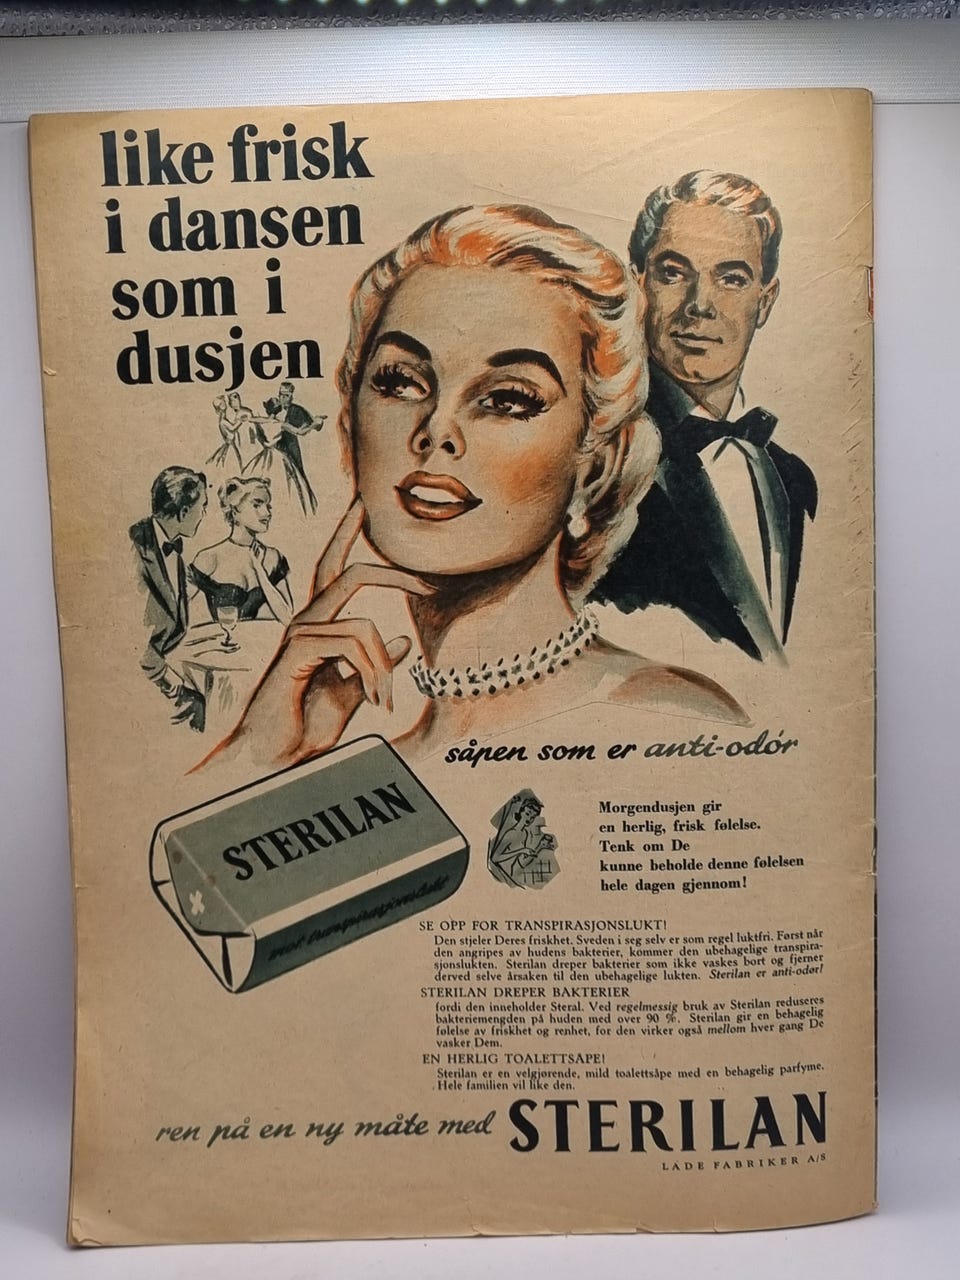 like frisk
i dansen
som i
dusjen
såpen som er anti-odór
STERILAN
mot transpirasjonslukt
Morgendusjen gir
en herlig, frisk følelse.
Tenk om De
kunne beholde denne følelsen
hele dagen gjennom!
SE OPP FOR TRANSPIRASJONSLUKT!
Den stjeler Deres friskhet. Sveden i seg selv er som regel luktfri. Først når
den angripes av hudens bakterier, kommer den ubehagelige transpira-
sjonslukten. Sterilan dreper bakterier som ikke vaskes bort og fjerner
derved selve årsaken til den ubehagelige lukten. Sterilan er anti-odør!
STERILAN DREPER BAKTERIER
fordi den inneholder Steral. Ved regelmessig bruk av Sterilan reduseres
bakteriemengden på huden med over 90 %. Sterilan gir en behagelig
følelse av friskhet og renhet, for den virker også mellom hver gang De
vasker Dem.
EN HERLIG TOALETTSÅPE!
Sterilan er en velgjørende, mild toalettsåpe med en behagelig parfyme.
Hele familien vil like den.
ren på en ny måte med STERILAN
LADE FABRIKER A/S